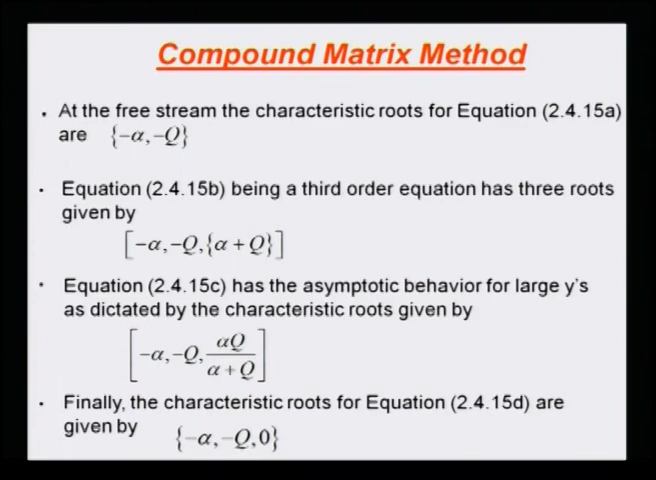 Compound Matrix Method
• At the free stream the characteristic roots for Equation (2.4.15a)
are {-α,-Q}
• Equation (2.4.15b) being a third order equation has three roots
given by
[-α,-Q,{α+Q}]
• Equation (2.4.15c) has the asymptotic behavior for large y's
as dictated by the characteristic roots given by
[-α,-Q, αQ/(α+Q)]
• Finally, the characteristic roots for Equation (2.4.15d) are
given by {-α,-Q,0}